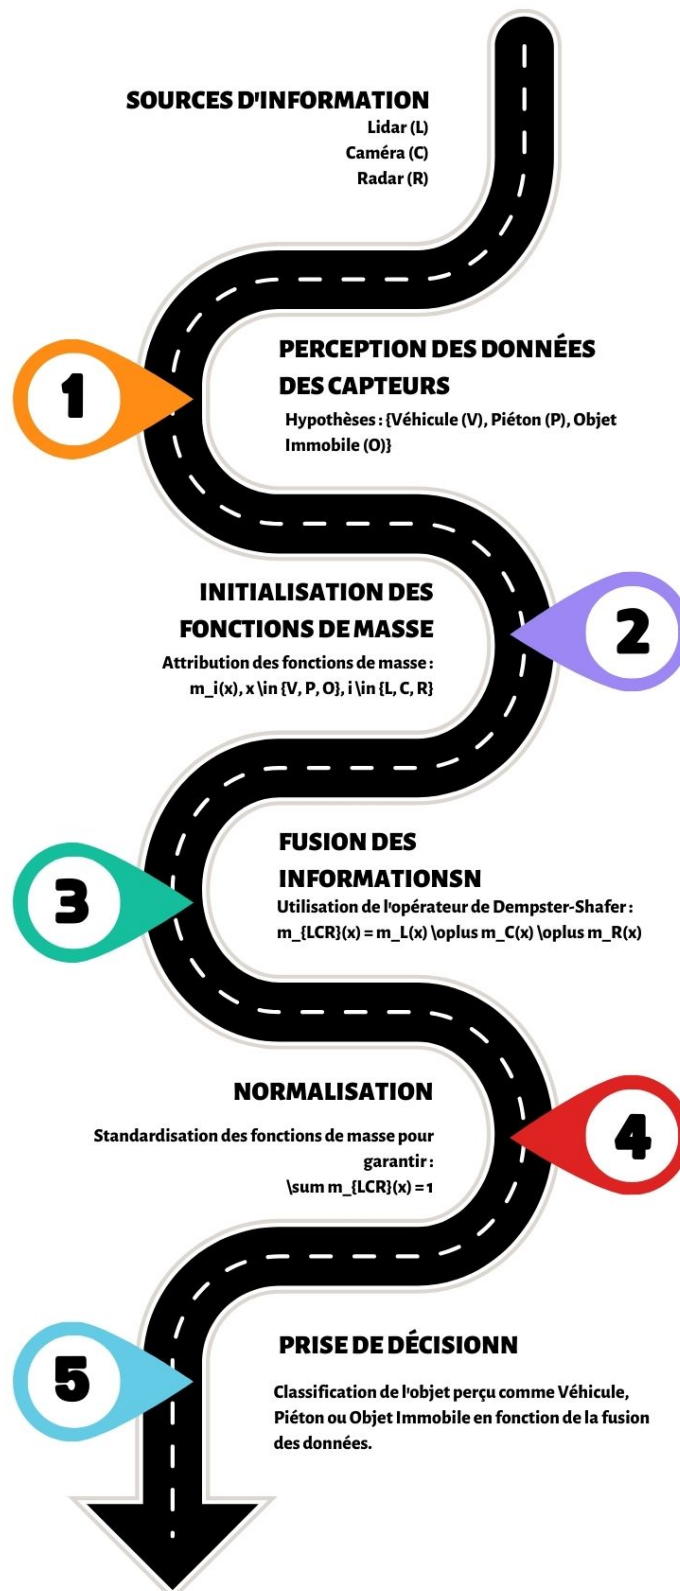 SOURCES D'INFORMATION
Lidar (L)
Caméra (C)
Radar (R)
1
PERCEPTION DES DONNÉES
DES CAPTEURS
Hypothèses : {Véhicule (V), Piéton (P), Objet
Immobile (O)}
2
INITIALISATION DES
FONCTIONS DE MASSE
Attribution des fonctions de masse :
m_i(x), x \in {V, P, O}, i \in {L, C, R}
3
FUSION DES
INFORMATIONSN
Utilisation de l'opérateur de Dempster-Shafer :
m_{LCR}(x) = m_L(x) \oplus m_C(x) \oplus m_R(x)
4
NORMALISATION
Standardisation des fonctions de masse pour
garantir :
\sum m_{LCR}(x) = 1
5
PRISE DE DÉCISIONN
Classification de l'objet perçu comme Véhicule,
Piéton ou Objet Immobile en fonction de la fusion
des données.